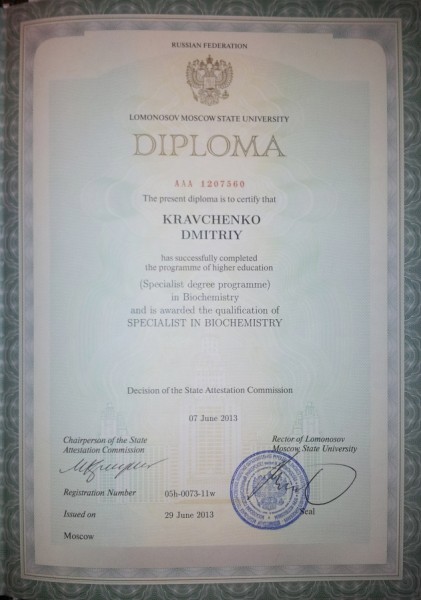 RUSSIAN FEDERATION
LOMONOSOV MOSCOW STATE UNIVERSITY
DIPLOMA
AAA 1207560
The present diploma is to certify that
KRAVCHENKO
DMITRIY
has successfully completed
the programme of higher education
(Specialist degree programme)
in Biochemistry
and is awarded the qualification of
SPECIALIST IN BIOCHEMISTRY
Decision of the State Attestation Commission
07 June 2013
Chairperson of the State
Attestation Commission
Rector of Lomonosov
Moscow State University
Registration Number 05b-0073-11w
Issued on 29 June 2013
Seal
Moscow